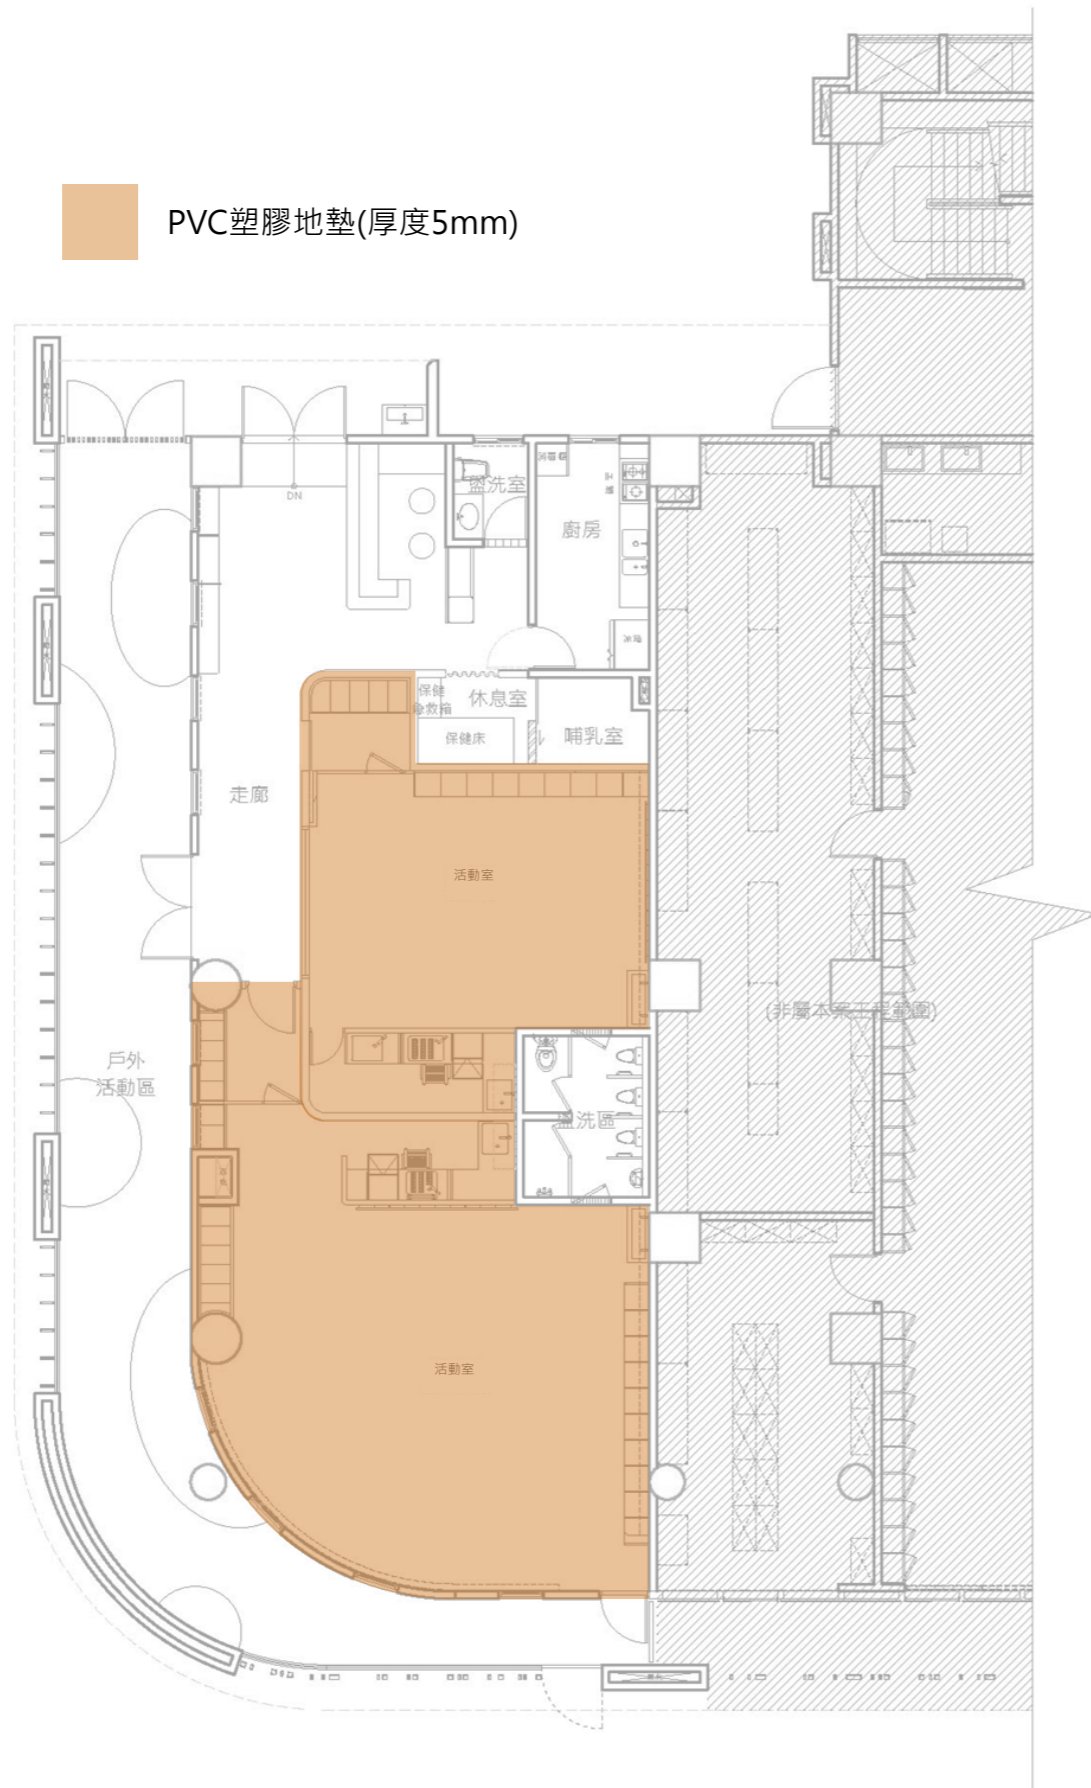 PVC塑膠地墊(厚度5mm)
DN
盥洗室
廚房
保健
急救箱
休息室
保健床
哺乳室
走廊
活動室
(非屬本案工程範圍)
戶外
活動區
盥洗區
活動室